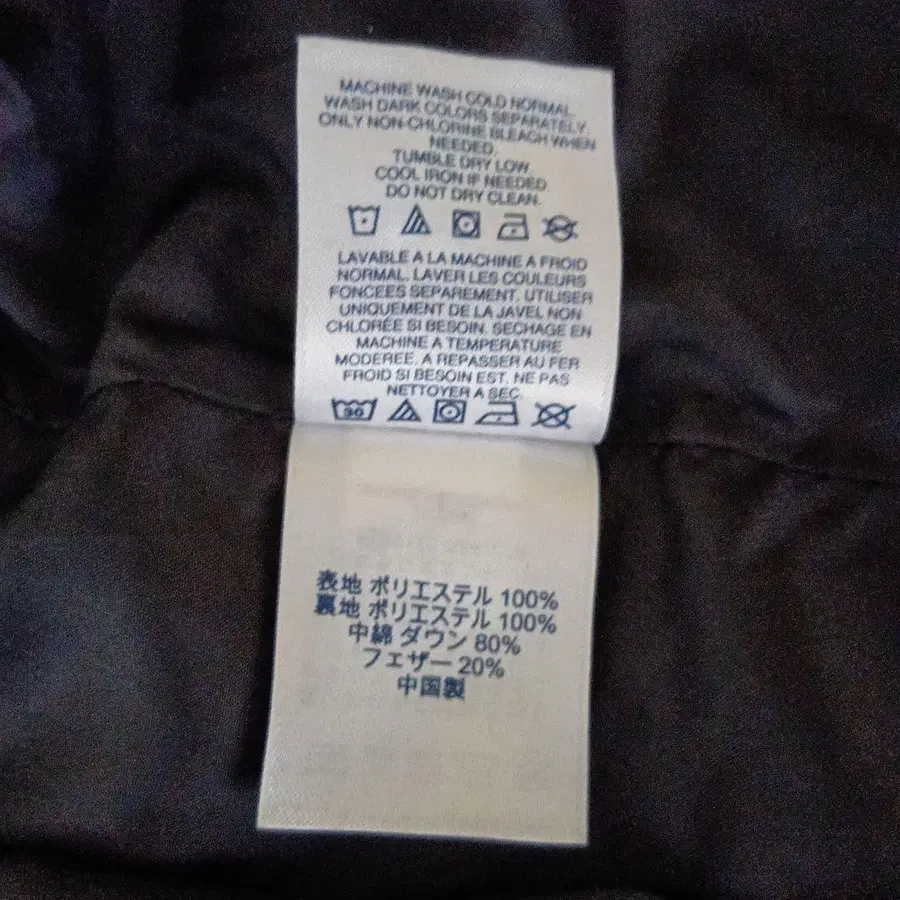 MACHINE WASH COLD NORMAL.
WASH DARK COLORS SEPARATELY.
ONLY NON-CHLORINE BLEACH WHEN
NEEDED.
TUMBLE DRY LOW
COOL IRON IF NEEDED.
DO NOT DRY CLEAN.
LAVABLE A LA MACHINE A FROID
NORMAL. LAVER LES COULEURS
FONCEES SEPAREMENT. UTILISER
UNIQUEMENT DE LA JAVEL NON
CHLORÉE SI BESOIN. SECHAGE EN
MACHINE A TEMPERATURE
MODEREE. A REPASSER AU FER
FROID SI BESOIN EST. NE PAS
NETTOYER A SEC.
30
表地 ポリエステル 100%
裏地 ポリエステル 100%
中綿 ダウン 80%
フェザー 20%
中国製